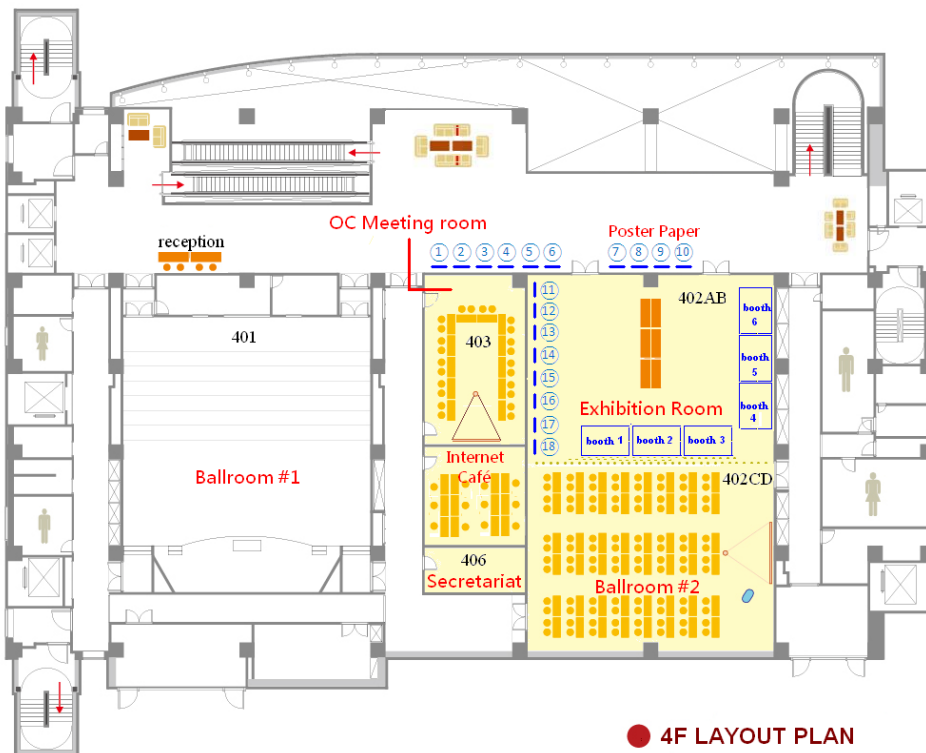 OC Meeting room
reception
Poster Paper
1 2 3 4 5 6
7 8 9 10
11
12
13
14
15
16
17
18
402AB
booth
6
booth
5
booth
4
401
403
Exhibition Room
booth 1
booth 2
booth 3
Ballroom #1
Internet
Café
402CD
406
Secretariat
Ballroom #2
4F LAYOUT PLAN